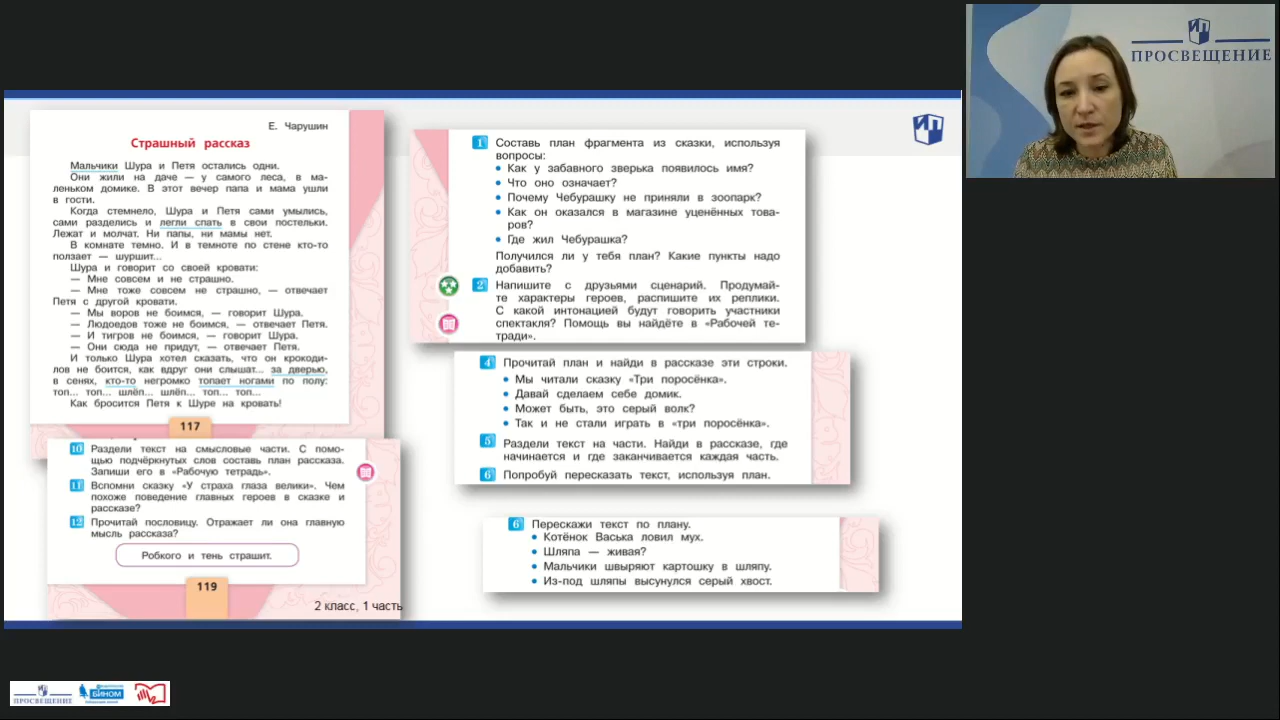 Е. Чарушин
Страшный рассказ
Мальчики Шура и Петя остались одни.
Они жили на даче — у самого леса, в ма-
леньком домике. В этот вечер папа и мама ушли
в гости.
Когда стемнело, Шура и Петя сами умылись,
сами разделись и легли спать в свои постельки.
Лежат и молчат. Ни папы, ни мамы нет.
В комнате темно. И в темноте по стене кто-то
ползает — шуршит...
Шура и говорит со своей кровати:
— Мне совсем и не страшно.
— Мне тоже совсем не страшно, — отвечает
Петя с другой кровати.
— Мы воров не боимся, — говорит Шура.
— Людоедов тоже не боимся, — отвечает Петя.
— И тигров не боимся, — говорит Шура.
— Они сюда не придут, — отвечает Петя.
И только Шура хотел сказать, что он крокоди-
лов не боится, как вдруг они слышат... за дверью,
в сенях, кто-то негромко топает ногами по полу:
топ... топ... шлёп... шлёп... топ... топ...
Как бросится Петя к Шуре на кровать!
117
10 Раздели текст на смысловые части. С помо-
щью подчёркнутых слов составь план рассказа.
Запиши его в «Рабочую тетрадь».
11 Вспомни сказку «У страха глаза велики». Чем
похоже поведение главных героев в сказке и
рассказе?
12 Прочитай пословицу. Отражает ли она главную
мысль рассказа?
Робкого и тень страшит.
119
2 класс, 1 часть
1 Составь план фрагмента из сказки, используя
вопросы:
• Как у забавного зверька появилось имя?
• Что оно означает?
• Почему Чебурашку не приняли в зоопарк?
• Как он оказался в магазине уценённых това-
ров?
• Где жил Чебурашка?
Получился ли у тебя план? Какие пункты надо
добавить?
2 Напишите с друзьями сценарий. Продумай-
те характеры героев, распишите их реплики.
С какой интонацией будут говорить участники
спектакля? Помощь вы найдёте в «Рабочей те-
тради».
4 Прочитай план и найди в рассказе эти строки.
• Мы читали сказку «Три поросёнка».
• Давай сделаем себе домик.
• Может быть, это серый волк?
• Так и не стали играть в «три поросёнка».
5 Раздели текст на части. Найди в рассказе, где
начинается и где заканчивается каждая часть.
6 Попробуй пересказать текст, используя план.
6 Перескажи текст по плану.
• Котёнок Васька ловил мух.
• Шляпа — живая?
• Мальчики швыряют картошку в шляпу.
• Из-под шляпы высунулся серый хвост.
ПРОСВЕЩЕНИЕ
ПРОСВЕЩЕНИЕ
БИНОМ